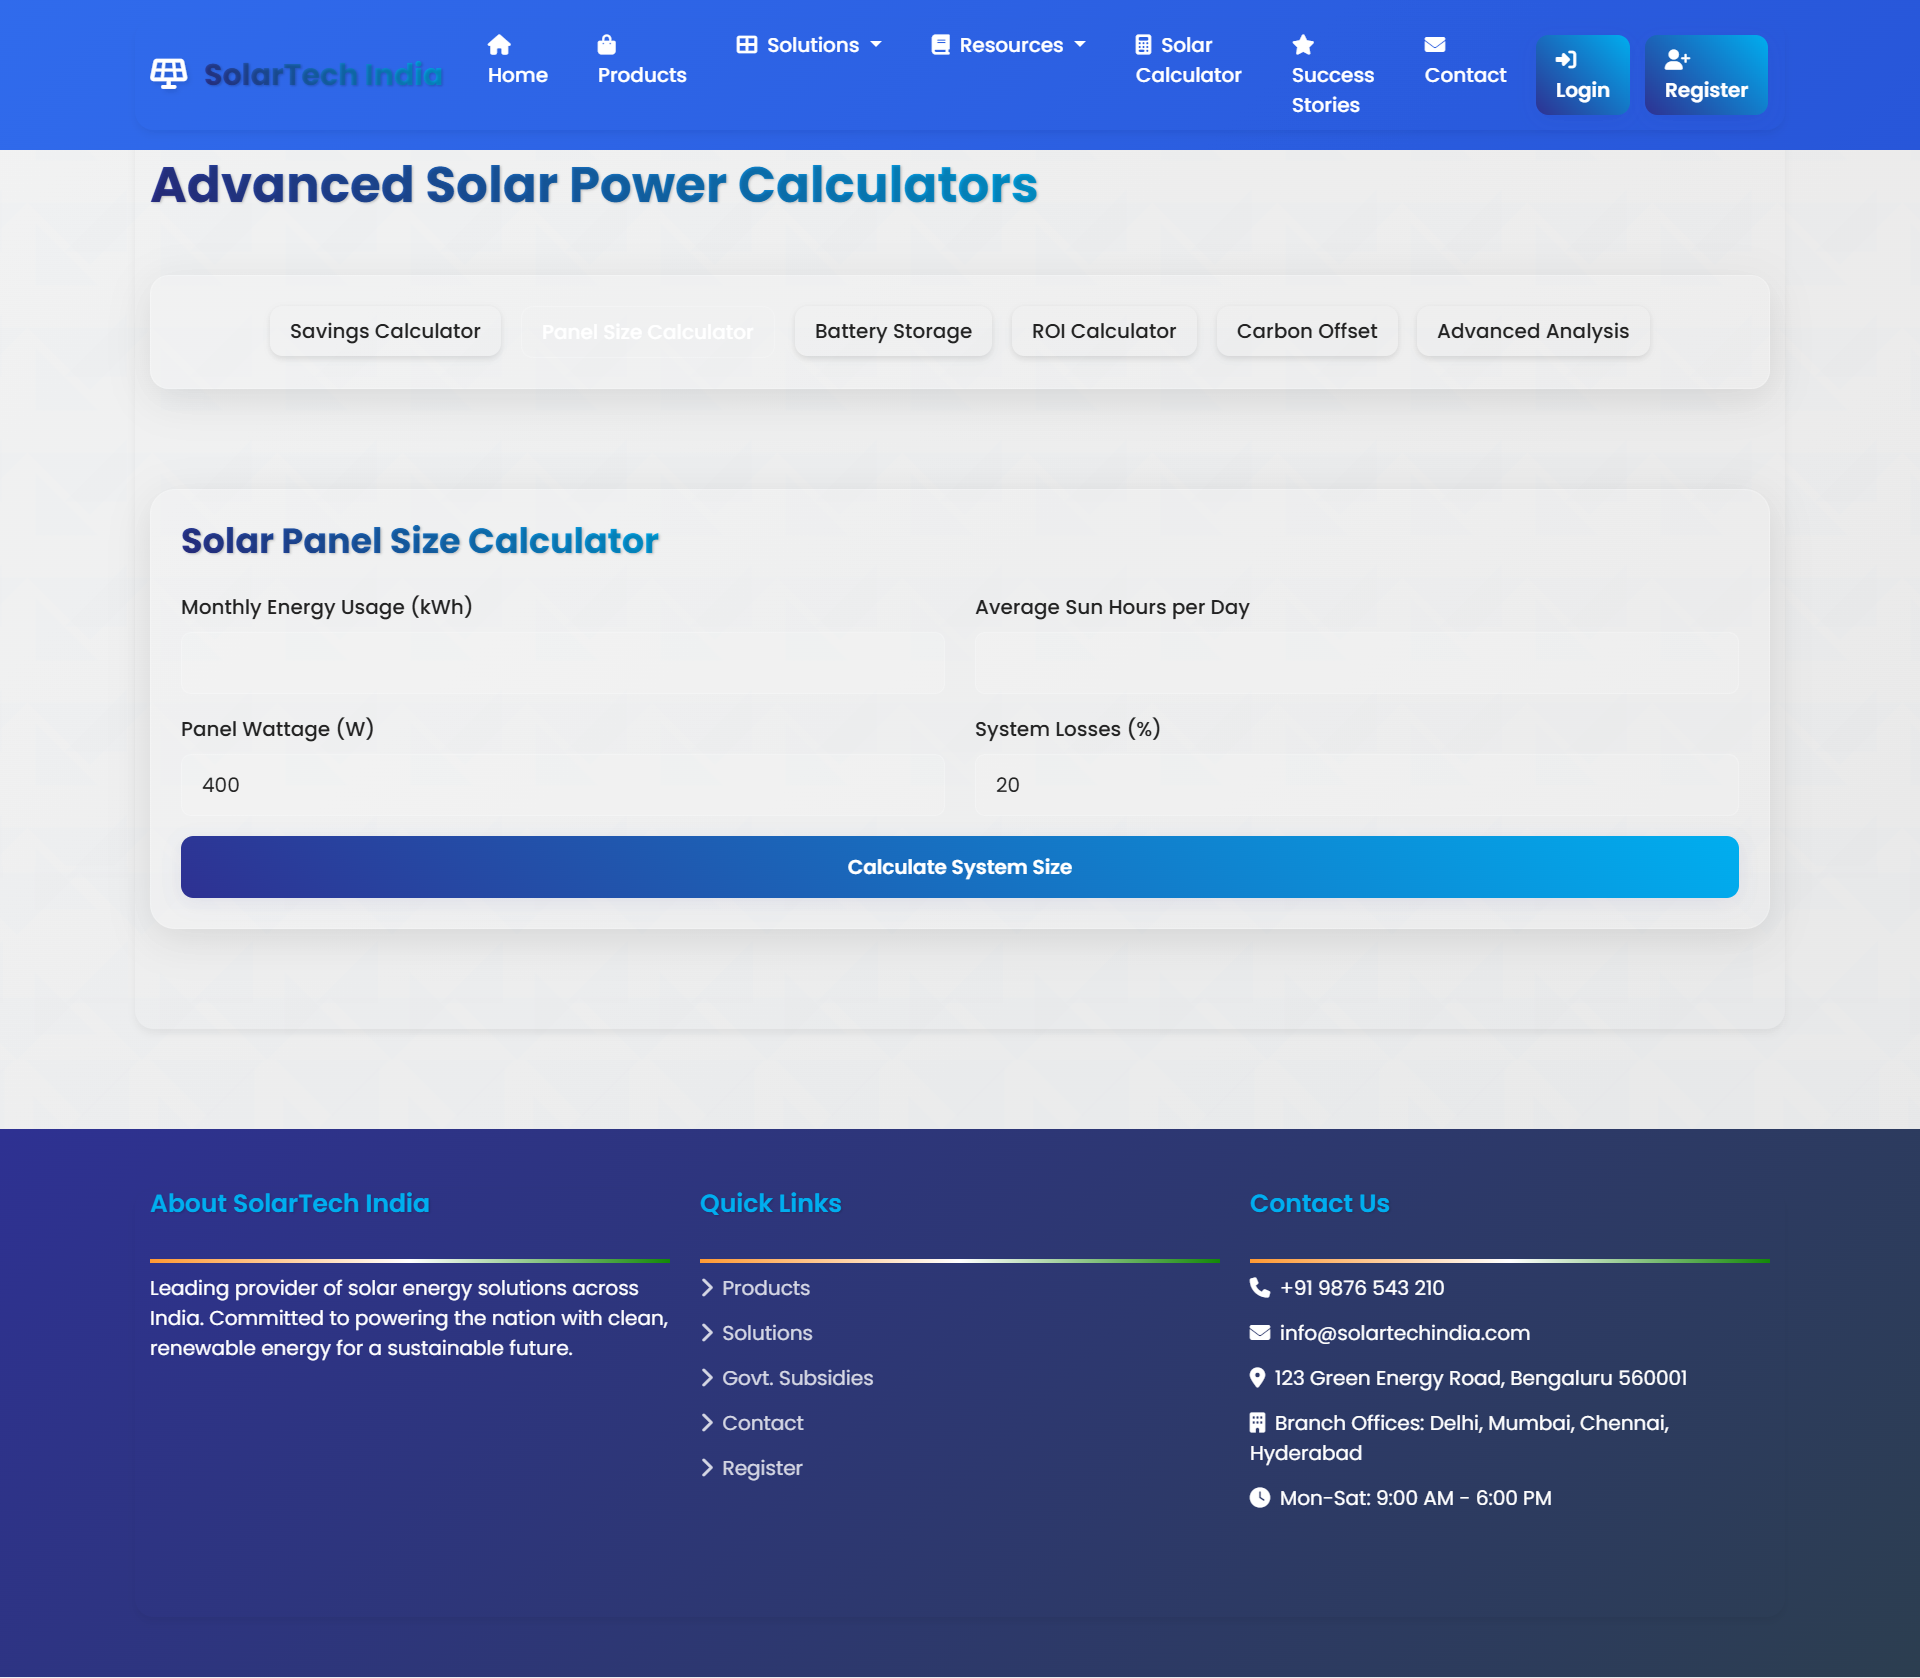 SolarTech India
Home
Products
Solutions
Resources
Solar
Calculator
Success
Stories
Contact
Login
Register
Advanced Solar Power Calculators
Savings Calculator
Panel Size Calculator
Battery Storage
ROI Calculator
Carbon Offset
Advanced Analysis
Solar Panel Size Calculator
Monthly Energy Usage (kWh)
Average Sun Hours per Day
Panel Wattage (W)
System Losses (%)
400
20
Calculate System Size
About SolarTech India
Leading provider of solar energy solutions across
India. Committed to powering the nation with clean,
renewable energy for a sustainable future.
Quick Links
Products
Solutions
Govt. Subsidies
Contact
Register
Contact Us
+91 9876 543 210
info@solartechindia.com
123 Green Energy Road, Bengaluru 560001
Branch Offices: Delhi, Mumbai, Chennai,
Hyderabad
Mon-Sat: 9:00 AM - 6:00 PM